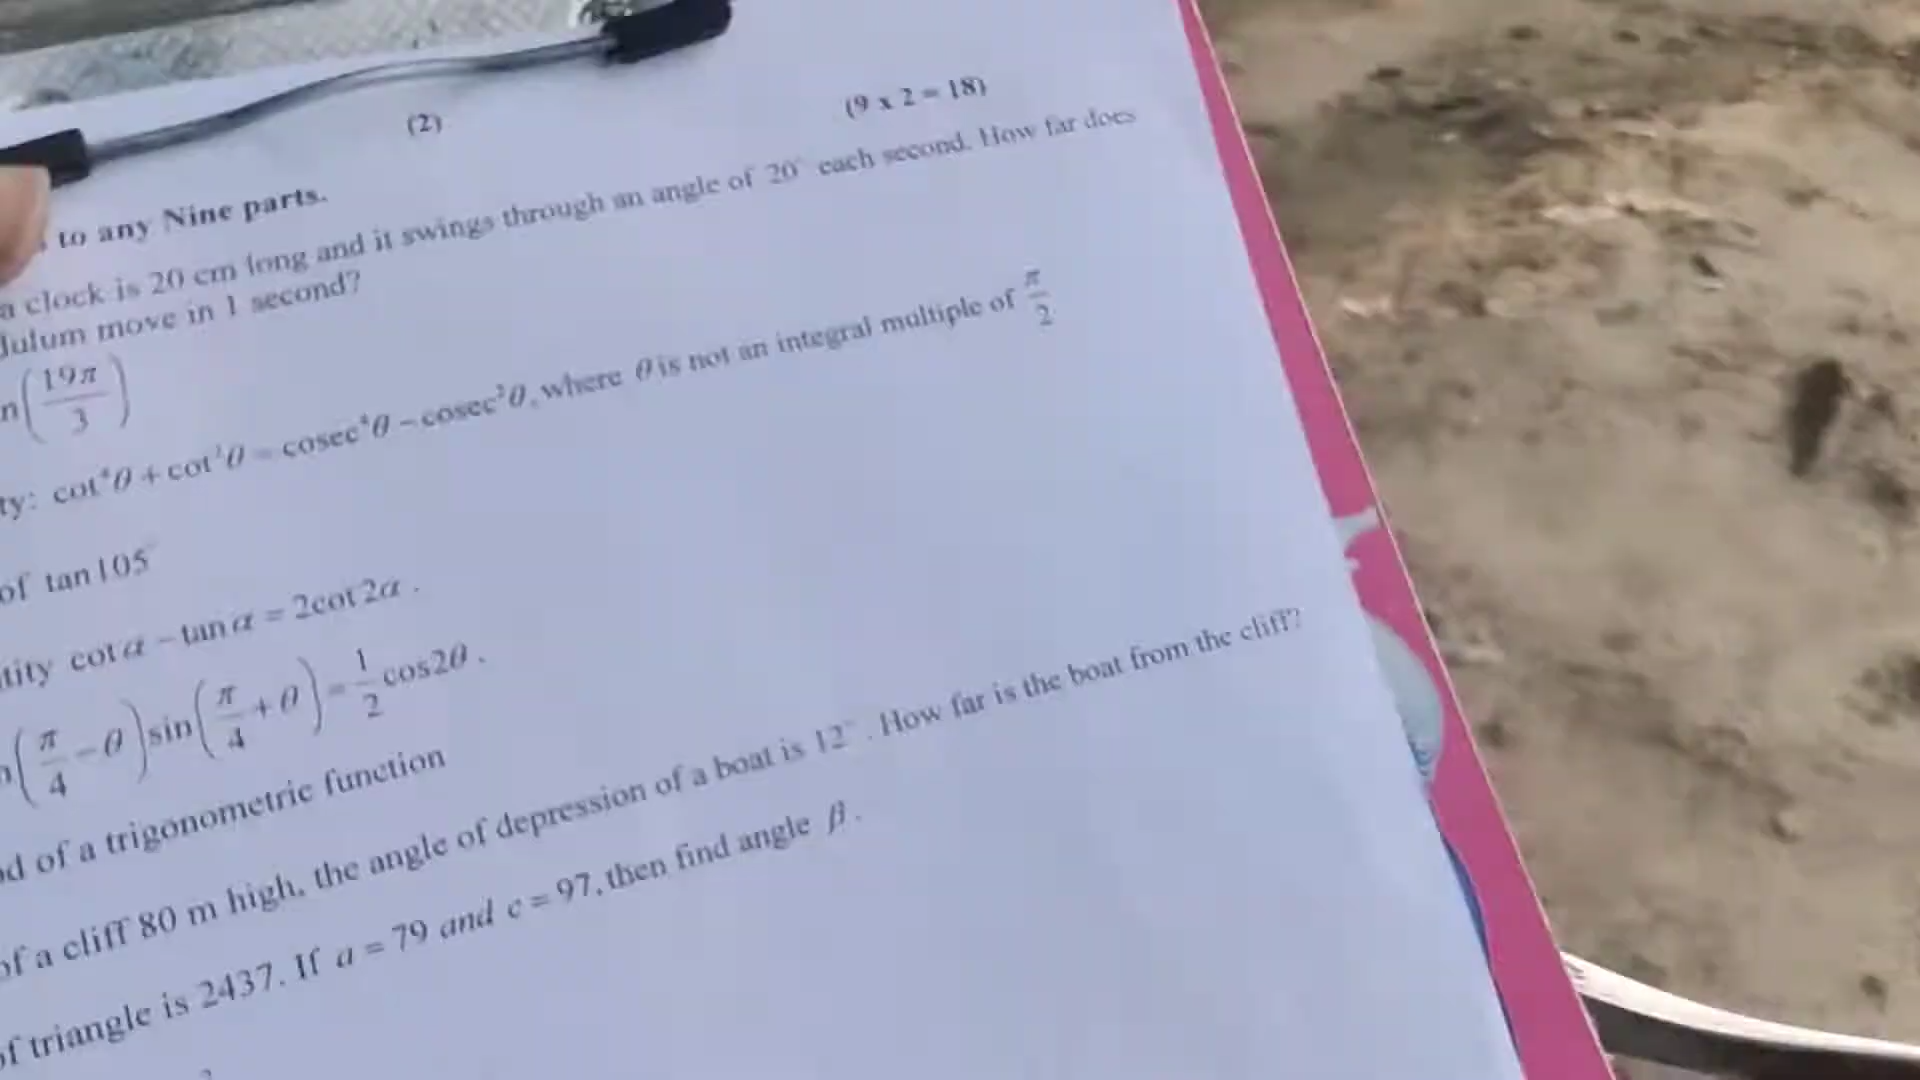 (2)
(9 x 2 = 18)
to any Nine parts.
a clock is 20 cm long and it swings through an angle of 20° each second. How far does
dulum move in 1 second?
n(19π/3)
ty: cot⁴θ + cot²θ = cosec⁴θ − cosec²θ, where θ is not an integral multiple of π/2
of tan105°
tity cotα − tanα = 2cot2α .
(π/4 − θ)sin(π/4 + θ) = 1/2 cos2θ .
d of a trigonometric function
of a cliff 80 m high, the angle of depression of a boat is 12° . How far is the boat from the cliff?
of triangle is 2437. If a = 79 and c = 97, then find angle β .